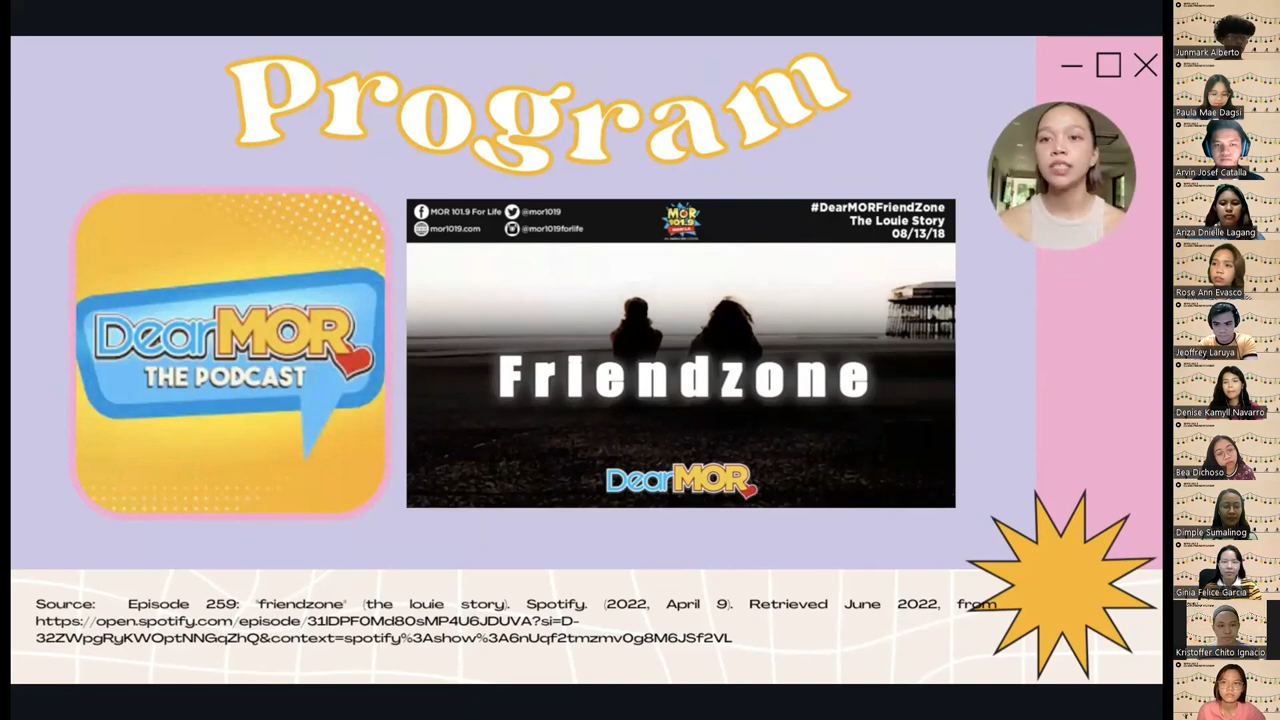 Program
DearMOR
THE PODCAST
MOR 101.9 For Life
@mor1019
mor1019.com
@mor1019forlife
MOR
101.9
#DearMORFriendZone
The Louie Story
08/13/18
Friendzone
DearMOR
Source: Episode 259: "friendzone" (the louie story). Spotify. (2022, April 9). Retrieved June 2022, from
https://open.spotify.com/episode/31lDPF0Md80sMP4U6JDUVA?si=D-
32ZWpgRyKWOptNNGqZhQ&context=spotify%3Ashow%3A6nUqf2tmzmv0g8M6JSf2VL
Junmark Alberto
Paula Mae Dagsi
Arvin Josef Catalla
Ariza Dnielle Lagang
Rose Ann Evasco
Jeoffrey Laruya
Denise Kamyll Navarro
Bea Dichoso
Dimple Sumalinog
Ginia Felice Garcia
Kristoffer Chito Ignacio